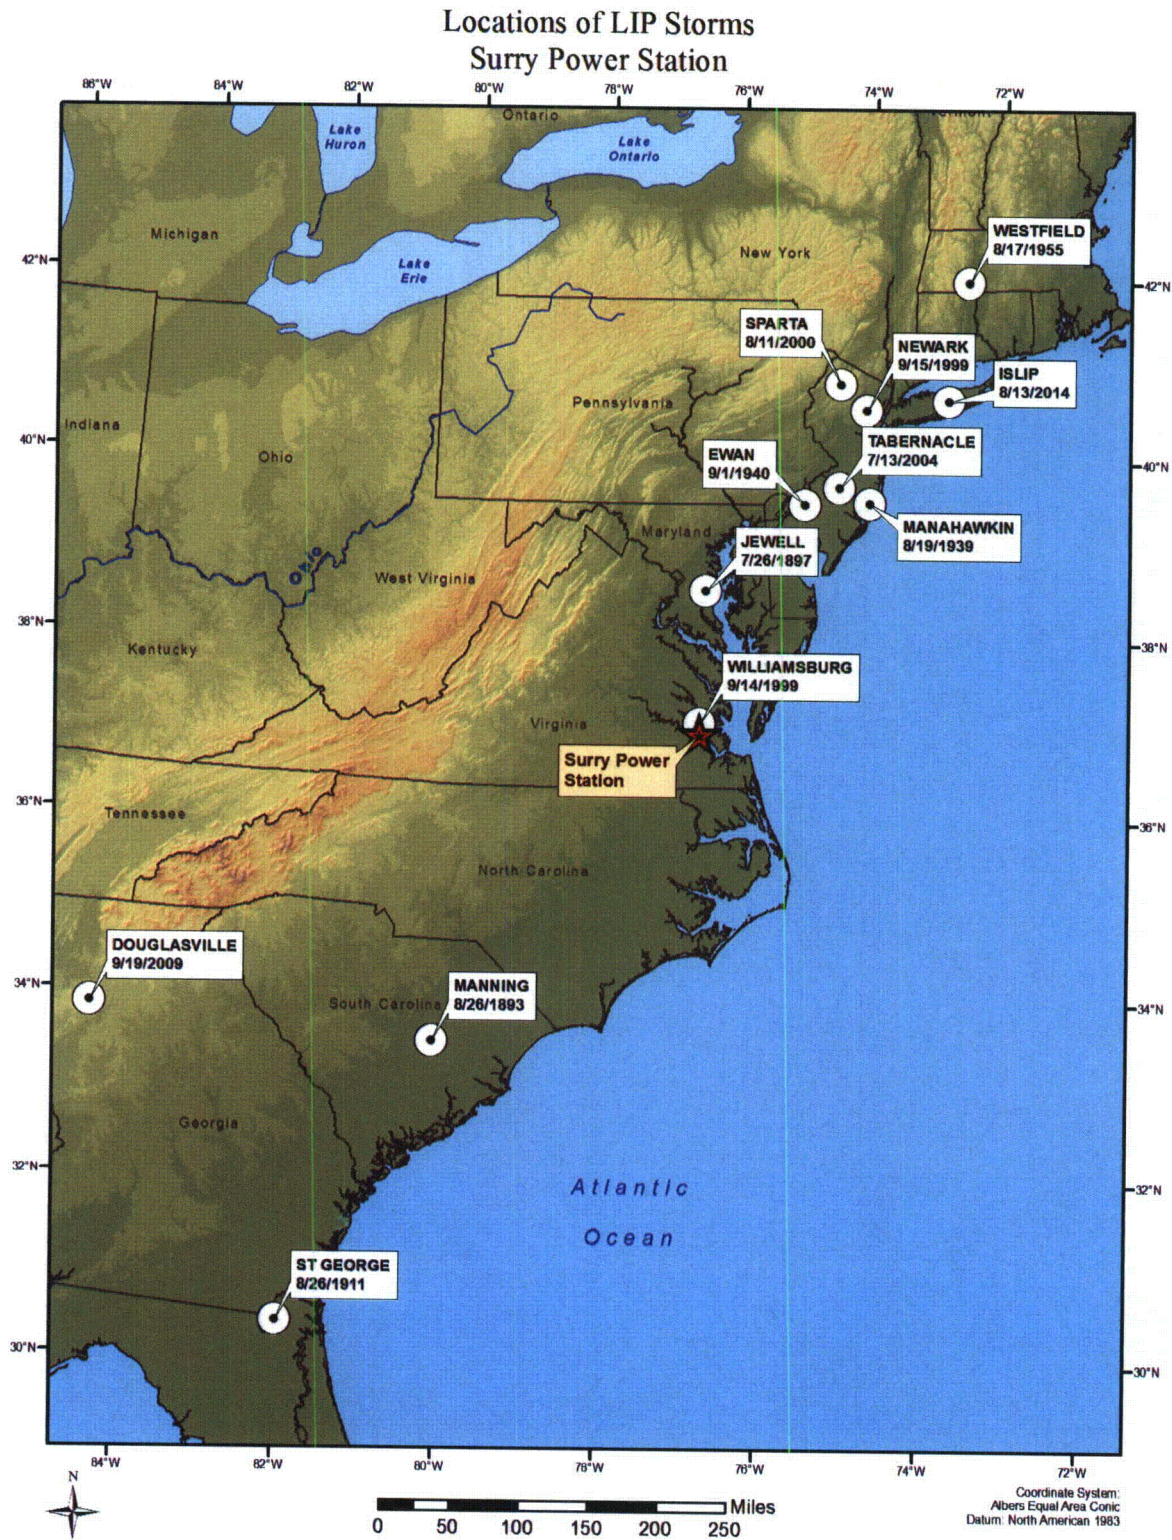 Locations of LIP Storms
Surry Power Station
86°W
84°W
82°W
80°W
78°W
76°W
74°W
72°W
Ontario
Vermont
Lake
Huron
Lake
Ontario
Michigan
New York
WESTFIELD
8/17/1955
42°N
42°N
Lake
Erie
SPARTA
8/11/2000
NEWARK
9/15/1999
ISLIP
8/13/2014
Pennsylvania
Indiana
Ohio
40°N
40°N
TABERNACLE
7/13/2004
EWAN
9/1/1940
MANAHAWKIN
8/19/1939
Maryland
JEWELL
7/26/1897
Ohio
West Virginia
38°N
38°N
Kentucky
WILLIAMSBURG
9/14/1999
Virginia
Surry Power
Station
36°N
36°N
Tennessee
North Carolina
DOUGLASVILLE
9/19/2009
34°N
34°N
MANNING
8/26/1893
South Carolina
Georgia
32°N
32°N
Atlantic
Ocean
ST GEORGE
8/26/1911
30°N
30°N
84°W
82°W
80°W
78°W
76°W
74°W
72°W
N
Miles
0
50
100
150
200
250
Coordinate System:
Albers Equal Area Conic
Datum: North American 1983